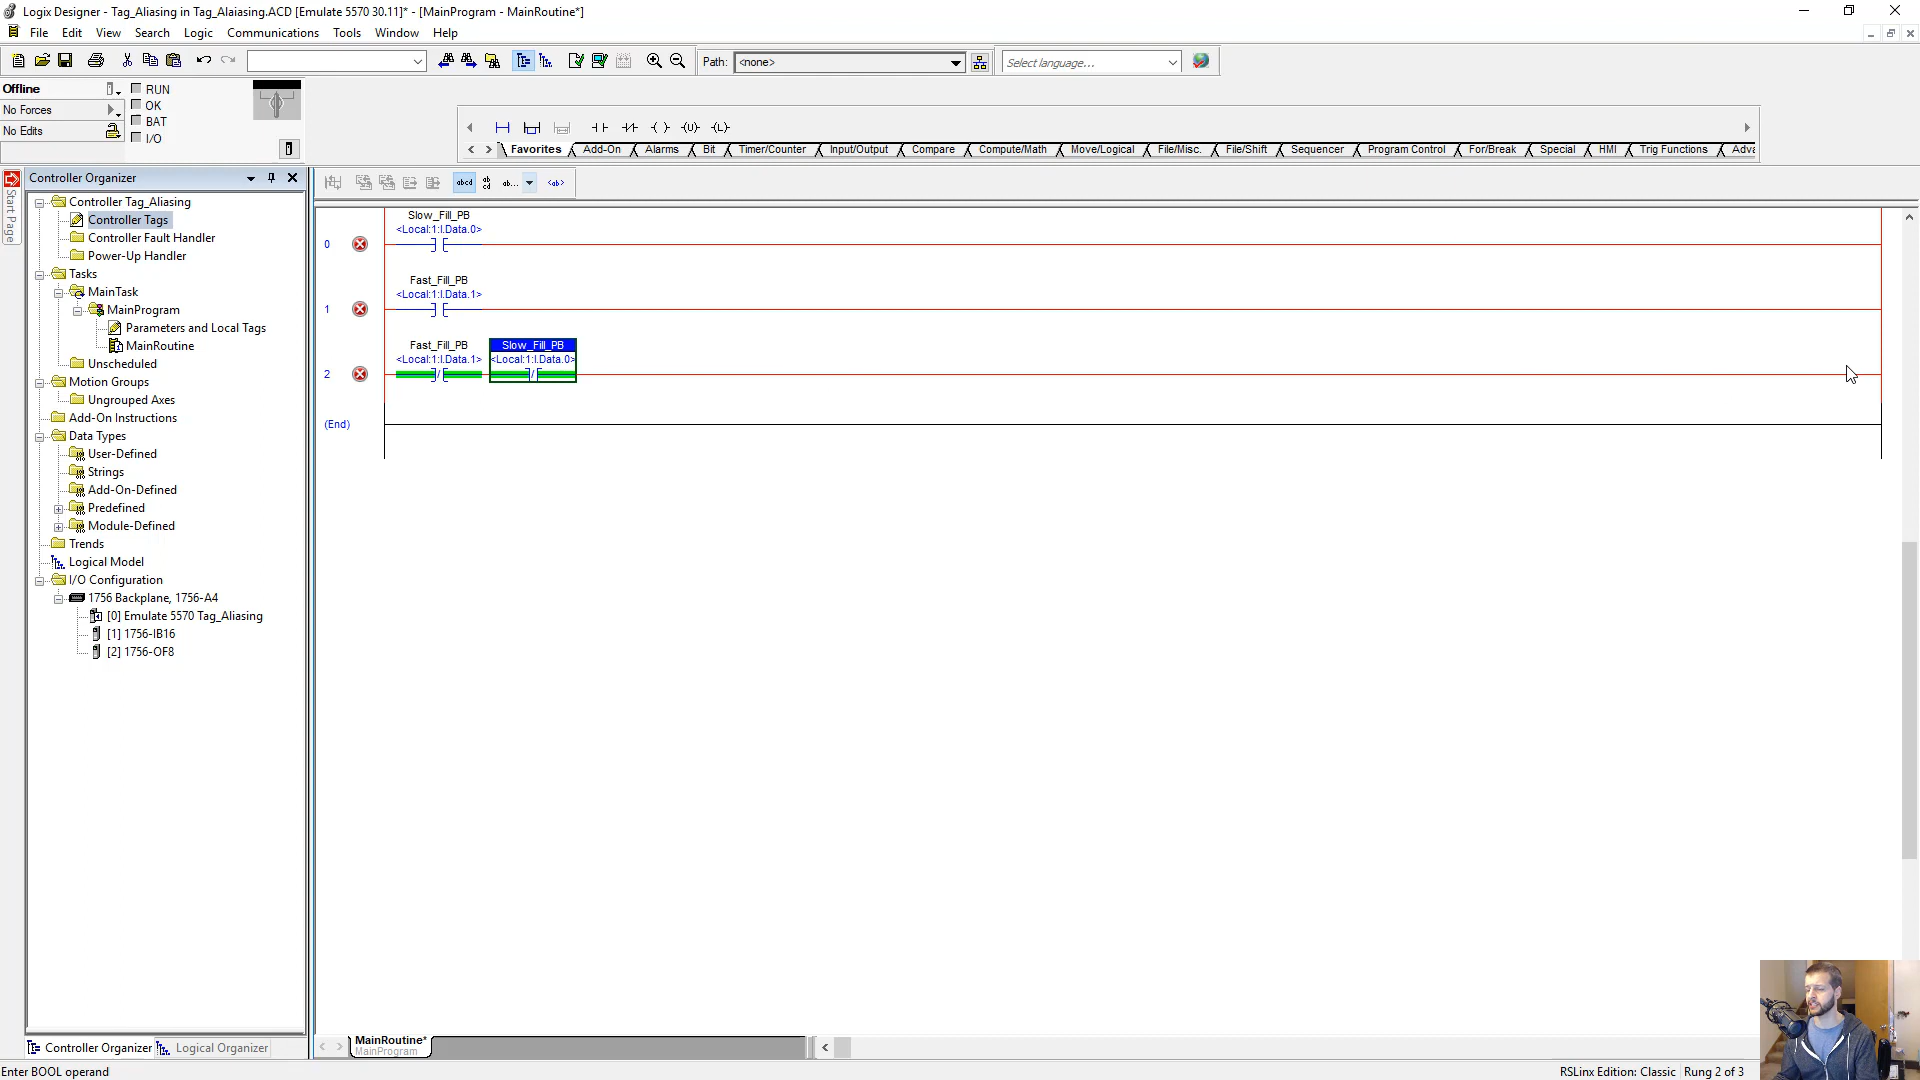 Logix Designer - Tag_Aliasing in Tag_Alaiasing.ACD [Emulate 5570 30.11]* - [MainProgram - MainRoutine*]
File Edit View Search Logic Communications Tools Window Help
Path: <none> Select language...
Offline RUN
No Forces OK
No Edits BAT
I/O
Favorites Add-On Alarms Bit Timer/Counter Input/Output Compare Compute/Math Move/Logical File/Misc. File/Shift Sequencer Program Control For/Break Special HMI Trig Functions Adva
Start Page
Controller Organizer
Controller Tag_Aliasing
Controller Tags
Controller Fault Handler
Power-Up Handler
Tasks
MainTask
MainProgram
Parameters and Local Tags
MainRoutine
Unscheduled
Motion Groups
Ungrouped Axes
Add-On Instructions
Data Types
User-Defined
Strings
Add-On-Defined
Predefined
Module-Defined
Trends
Logical Model
I/O Configuration
1756 Backplane, 1756-A4
[0] Emulate 5570 Tag_Aliasing
[1] 1756-IB16
[2] 1756-OF8
abcd ab cd ab... <ab>
Slow_Fill_PB
<Local:1:I.Data.0>
0
Fast_Fill_PB
<Local:1:I.Data.1>
1
Fast_Fill_PB Slow_Fill_PB
<Local:1:I.Data.1> <Local:1:I.Data.0>
2
(End)
MainRoutine*
MainProgram
Controller Organizer Logical Organizer
Enter BOOL operand RSLinx Edition: Classic Rung 2 of 3